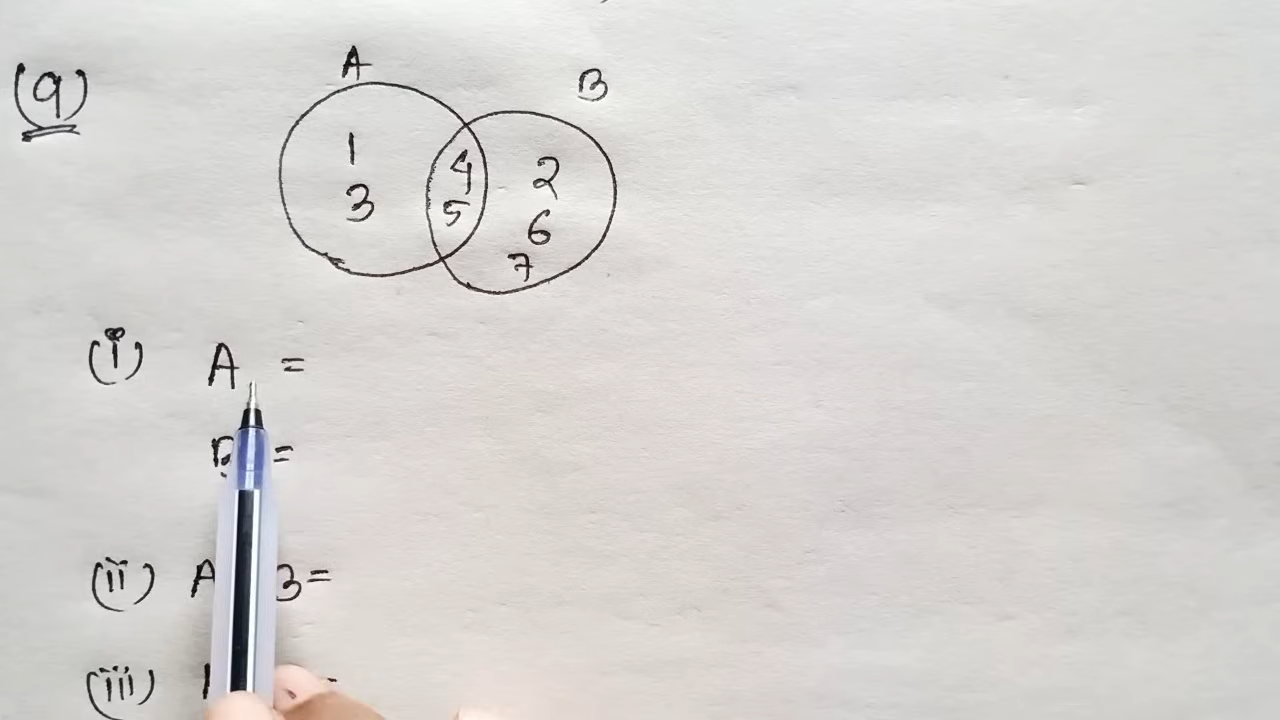 (9)
A
B
1
4
2
3
5
6
7
(i) A =
B =
(ii) A
=
(iii)